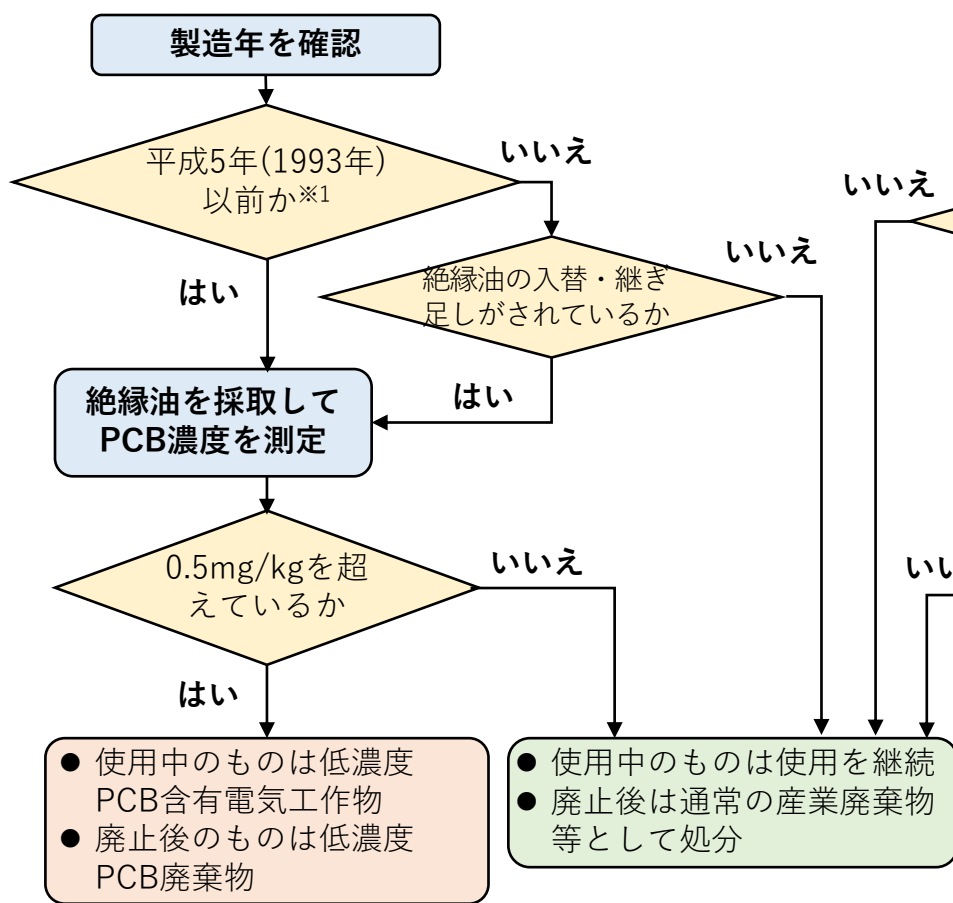 製造年を確認
平成5年(1993年)
以前か※1
いいえ
いいえ
はい
絶縁油の入替・継ぎ
足しがされているか
いいえ
はい
絶縁油を採取して
PCB濃度を測定
0.5mg/kgを超
えているか
いいえ
いい
はい
● 使用中のものは低濃度
PCB含有電気工作物
● 廃止後のものは低濃度
PCB廃棄物
● 使用中のものは使用を継続
● 廃止後は通常の産業廃棄物
等として処分